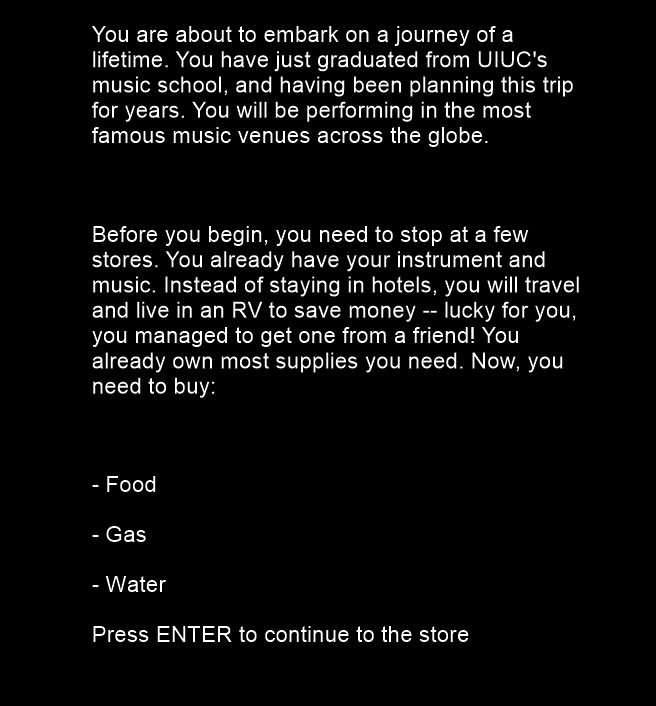 You are about to embark on a journey of a
lifetime. You have just graduated from UIUC's
music school, and having been planning this trip
for years. You will be performing in the most
famous music venues across the globe.
Before you begin, you need to stop at a few
stores. You already have your instrument and
music. Instead of staying in hotels, you will travel
and live in an RV to save money -- lucky for you,
you managed to get one from a friend! You
already own most supplies you need. Now, you
need to buy:
- Food
- Gas
- Water
Press ENTER to continue to the store